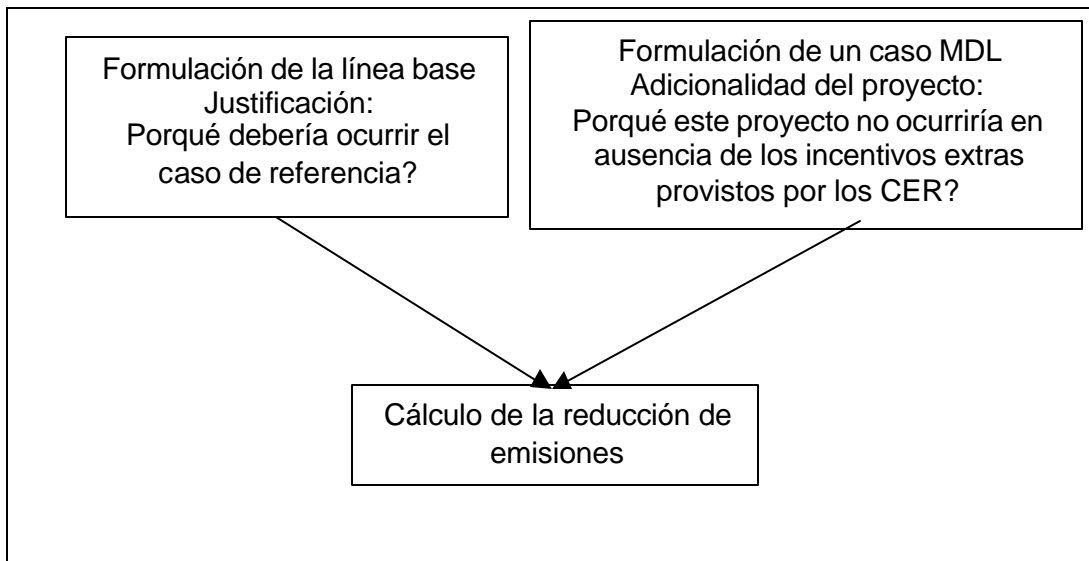 Formulación de la línea base
Justificación:
Porqué debería ocurrir el
caso de referencia?
Formulación de un caso MDL
Adicionalidad del proyecto:
Porqué este proyecto no ocurriría en
ausencia de los incentivos extras
provistos por los CER?
Cálculo de la reducción de
emisiones